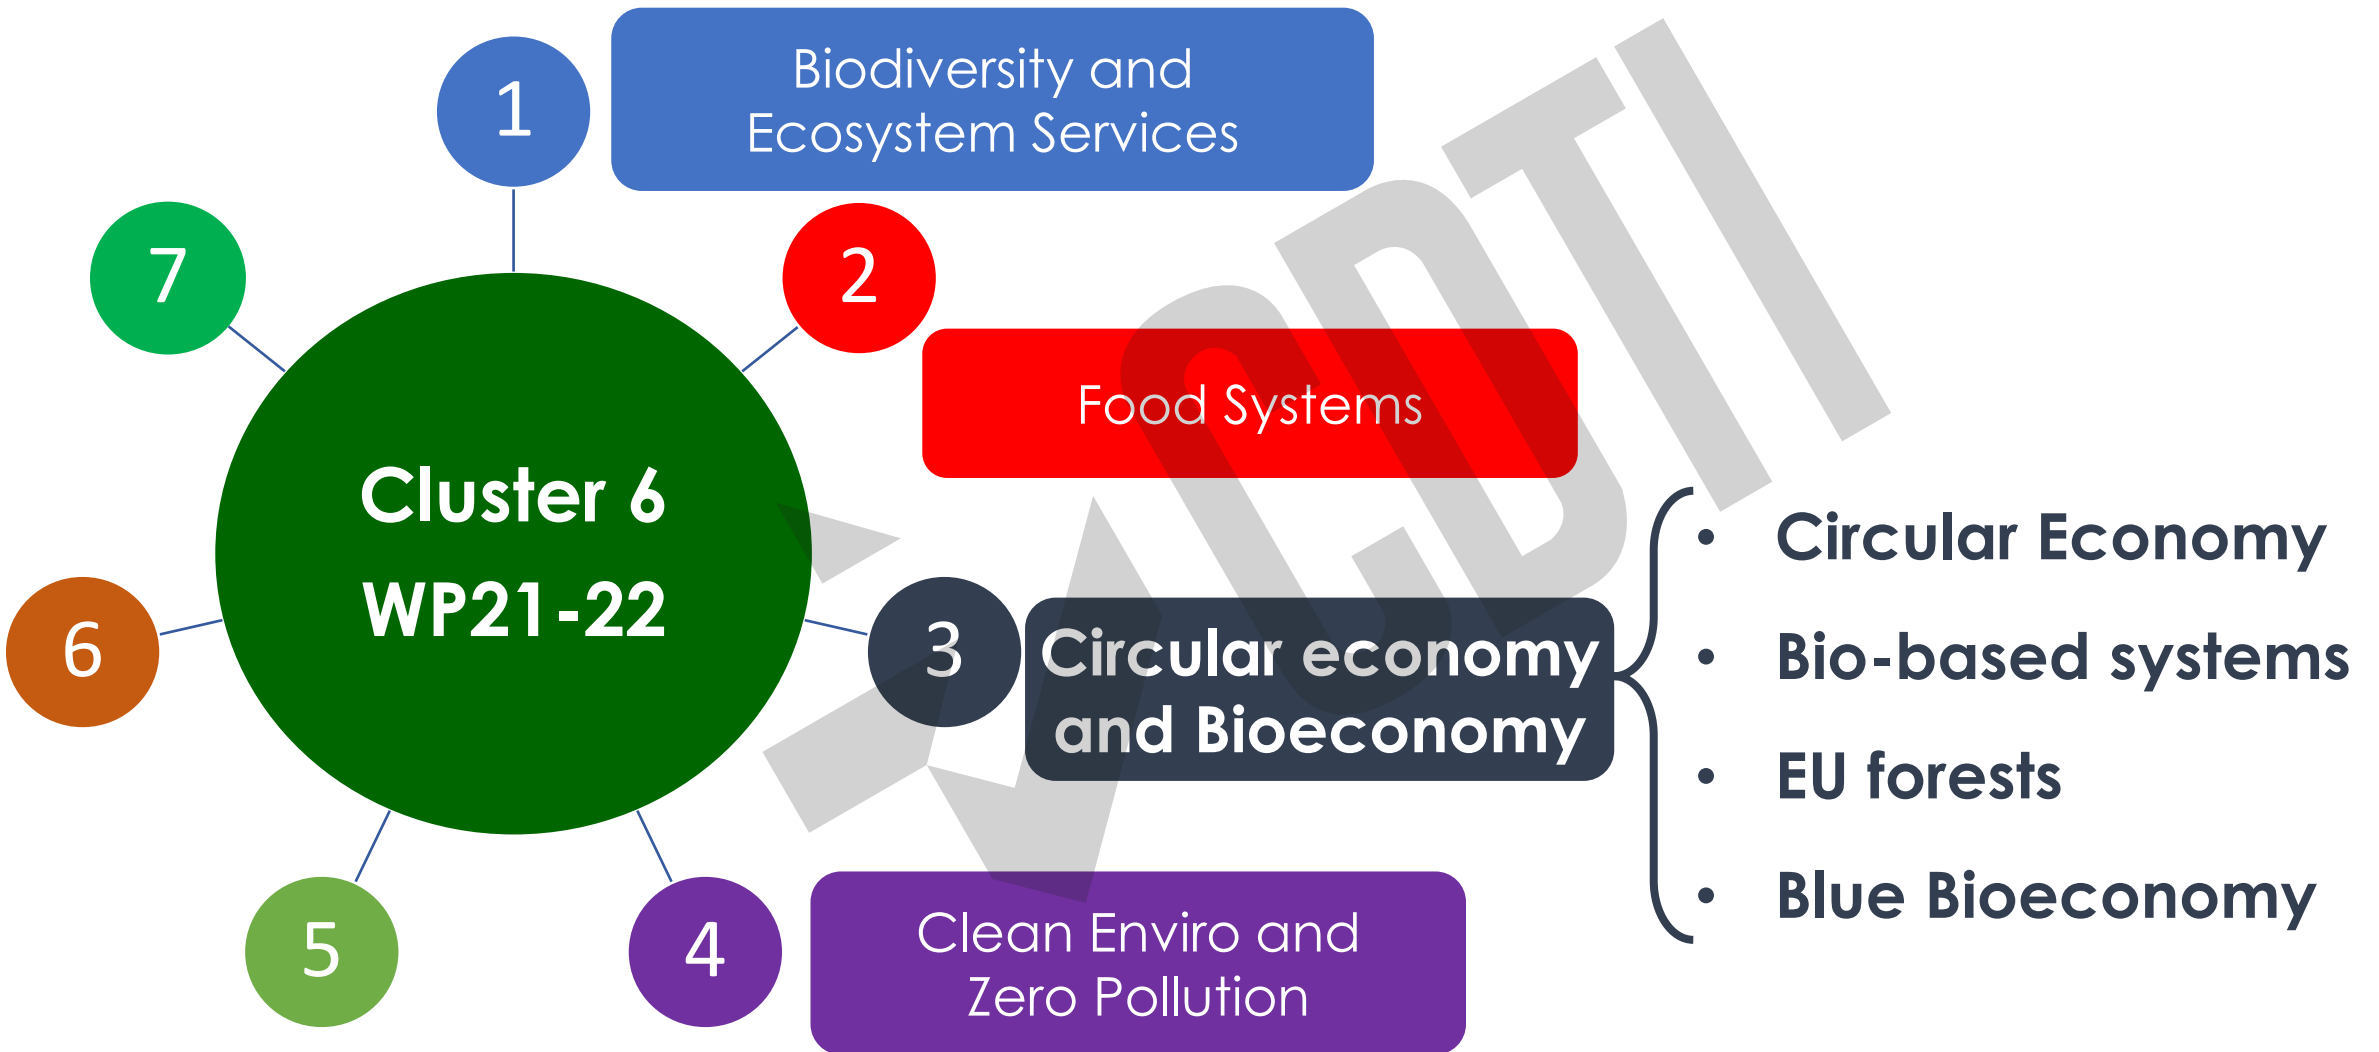 1
Biodiversity and
Ecosystem Services
7
2
Food Systems
Cluster 6
WP21-22
6
3
Circular economy
and Bioeconomy
• Circular Economy
• Bio-based systems
• EU forests
• Blue Bioeconomy
5
4
Clean Enviro and
Zero Pollution
CDTI